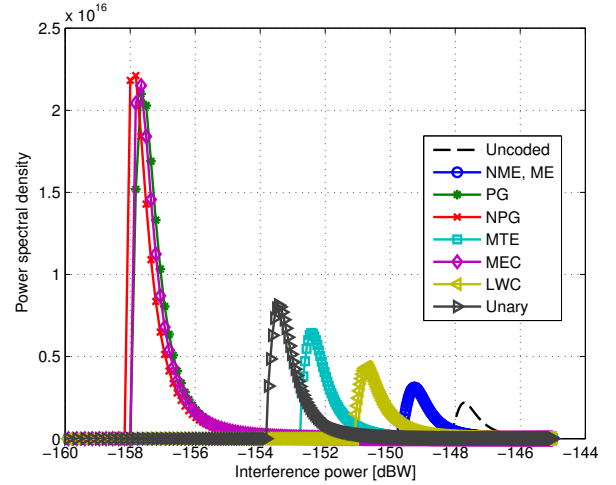 x 10^16
2.5
2
1.5
1
0.5
0
Power spectral density
−160 −158 −156 −154 −152 −150 −148 −146 −144
Interference power [dBW]
Uncoded
NME, ME
PG
NPG
MTE
MEC
LWC
Unary